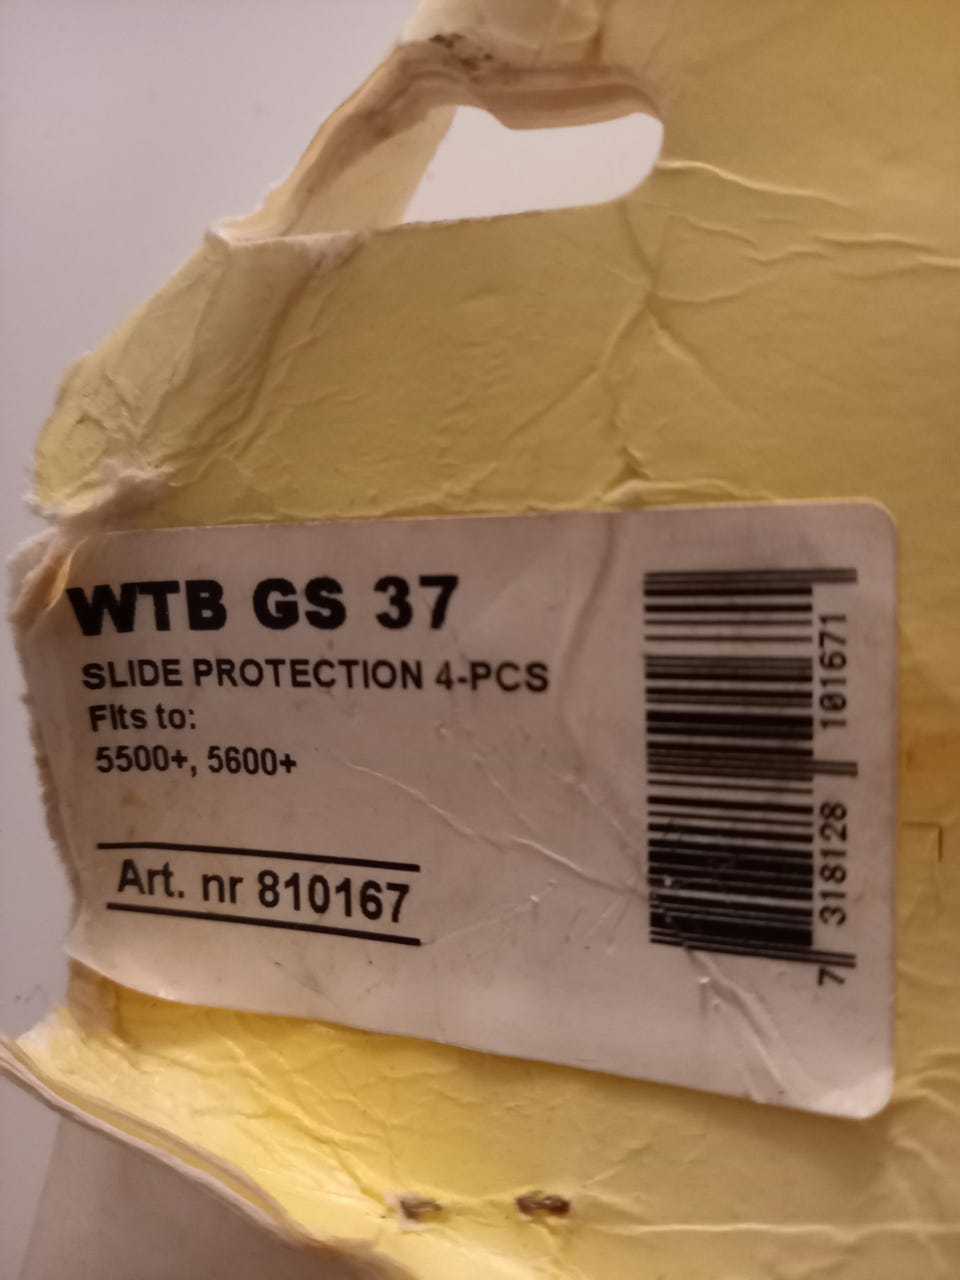 WTB GS 37
SLIDE PROTECTION 4-PCS
Fits to:
5500+, 5600+
Art. nr 810167
7 318128 101671